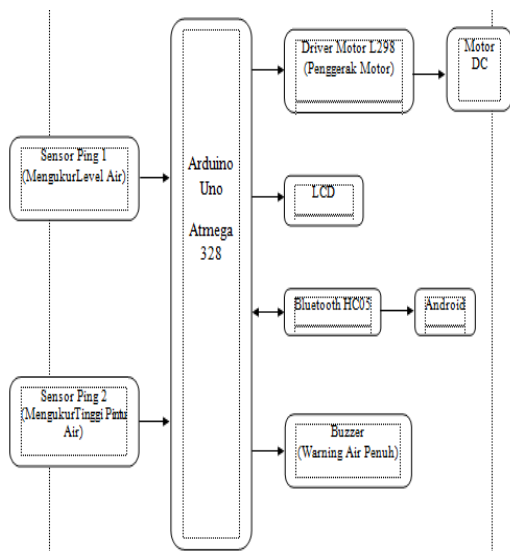 Driver Motor L298
(Penggerak Motor)
Motor
DC
Sensor Ping 1
(MengukurLevel Air)
Arduino
Uno
Atmega
328
LCD
Bluetooth HC05
Android
Sensor Ping 2
(MengukurTinggi Pintu
Air)
Buzzer
(Warning Air Penuh)